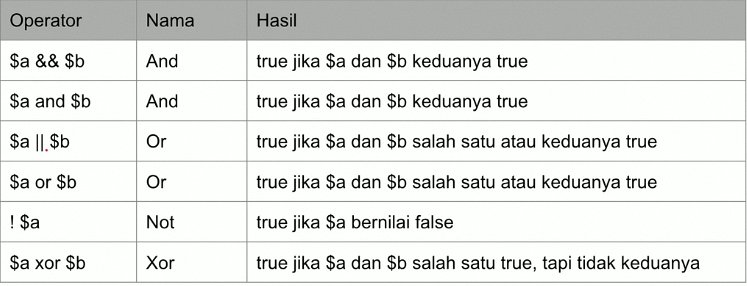 Operator Nama Hasil
$a && $b And true jika $a dan $b keduanya true
$a and $b And true jika $a dan $b keduanya true
$a || $b Or true jika $a dan $b salah satu atau keduanya true
$a or $b Or true jika $a dan $b salah satu atau keduanya true
! $a Not true jika $a bernilai false
$a xor $b Xor true jika $a dan $b salah satu true, tapi tidak keduanya